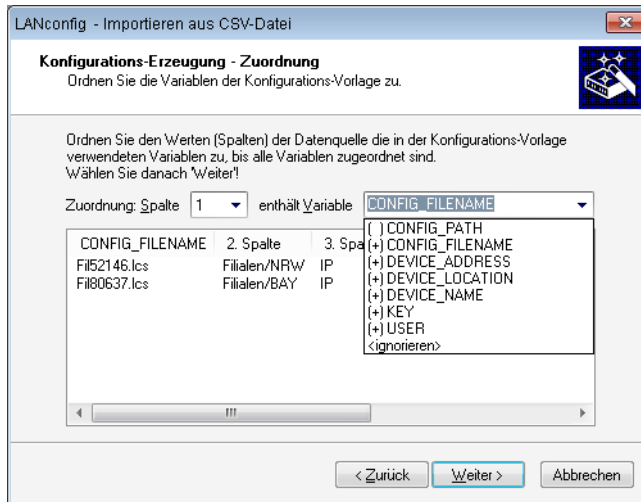 LANconfig - Importieren aus CSV-Datei
Konfigurations-Erzeugung - Zuordnung
Ordnen Sie die Variablen der Konfigurations-Vorlage zu.
Ordnen Sie den Werten (Spalten) der Datenquelle die in der Konfigurations-Vorlage
verwendeten Variablen zu, bis alle Variablen zugeordnet sind.
Wählen Sie danach 'Weiter'!
Zuordnung: Spalte 1 enthält Variable CONFIG_FILENAME
CONFIG_FILENAME 2. Spalte 3. Spa
Fil52146.lcs Filialen/NRW IP
Fil80637.lcs Filialen/BAY IP
( ) CONFIG_PATH
(+) CONFIG_FILENAME
(+) DEVICE_ADDRESS
(+) DEVICE_LOCATION
(+) DEVICE_NAME
(+) KEY
(+) USER
<ignorieren>
< Zurück Weiter > Abbrechen